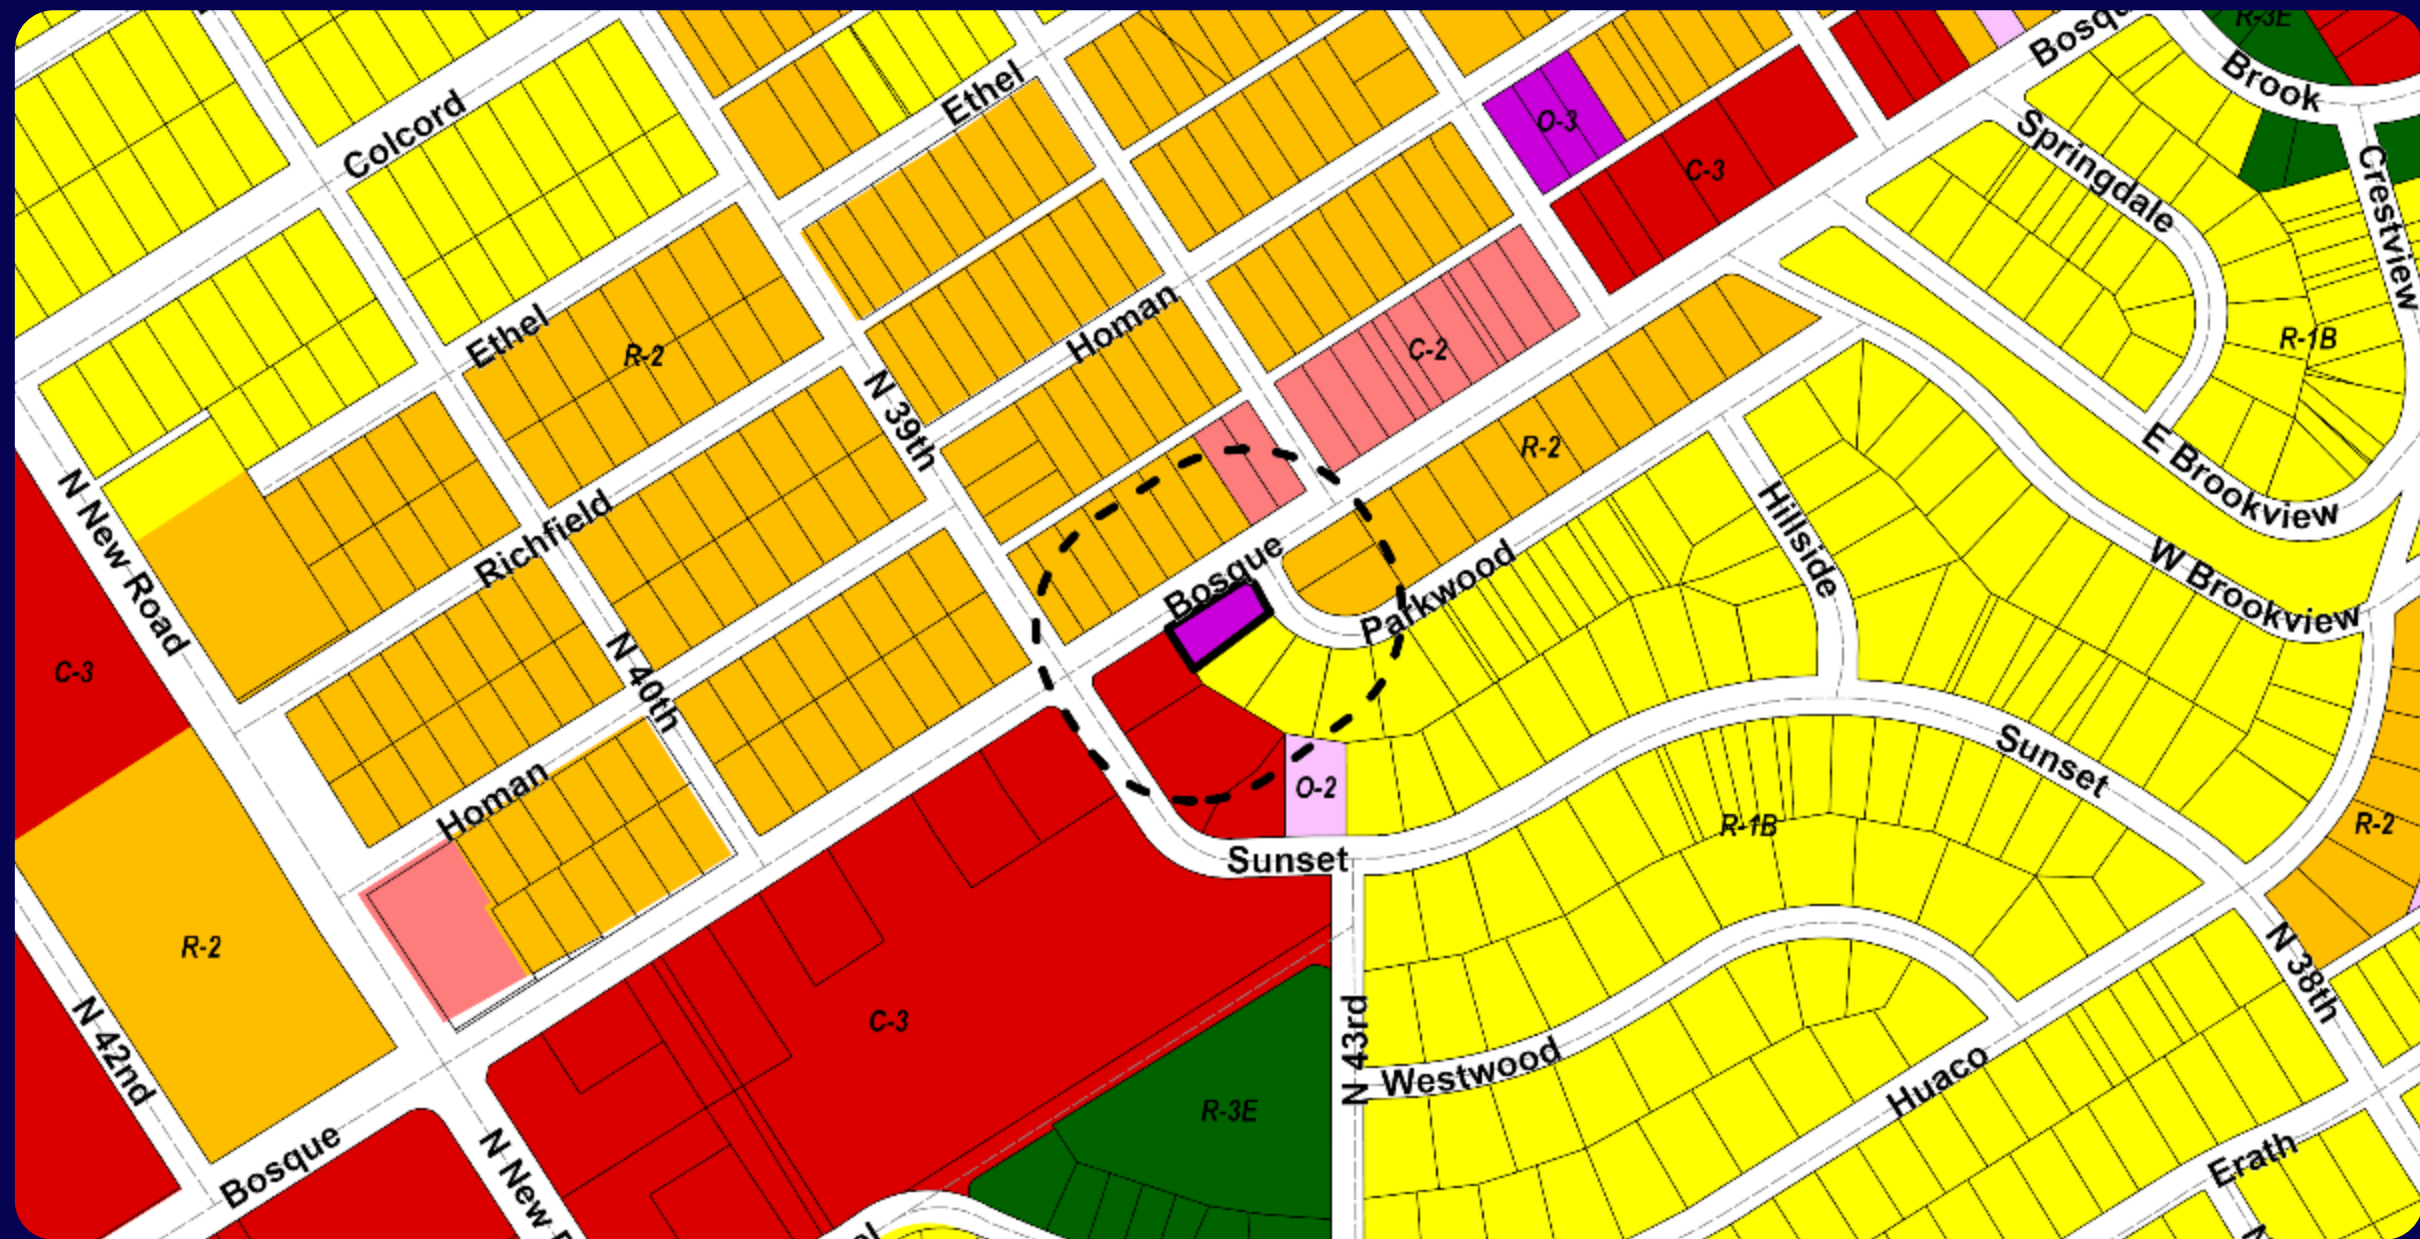 R-3E
Brook
Ethel
Colcord
O-3
C-3
Springdale
Crestview
Ethel
R-2
Homan
C-2
R-1B
N 39th
R-2
E Brookview
N New Road
Richfield
Hillside
Bosque
Parkwood
W Brookview
C-3
N 40th
Sunset
O-2
R-1B
R-2
Homan
Sunset
R-2
C-3
N 42nd
N 43rd
N 38th
Westwood
Huaco
R-3E
Bosque
N New
Erath